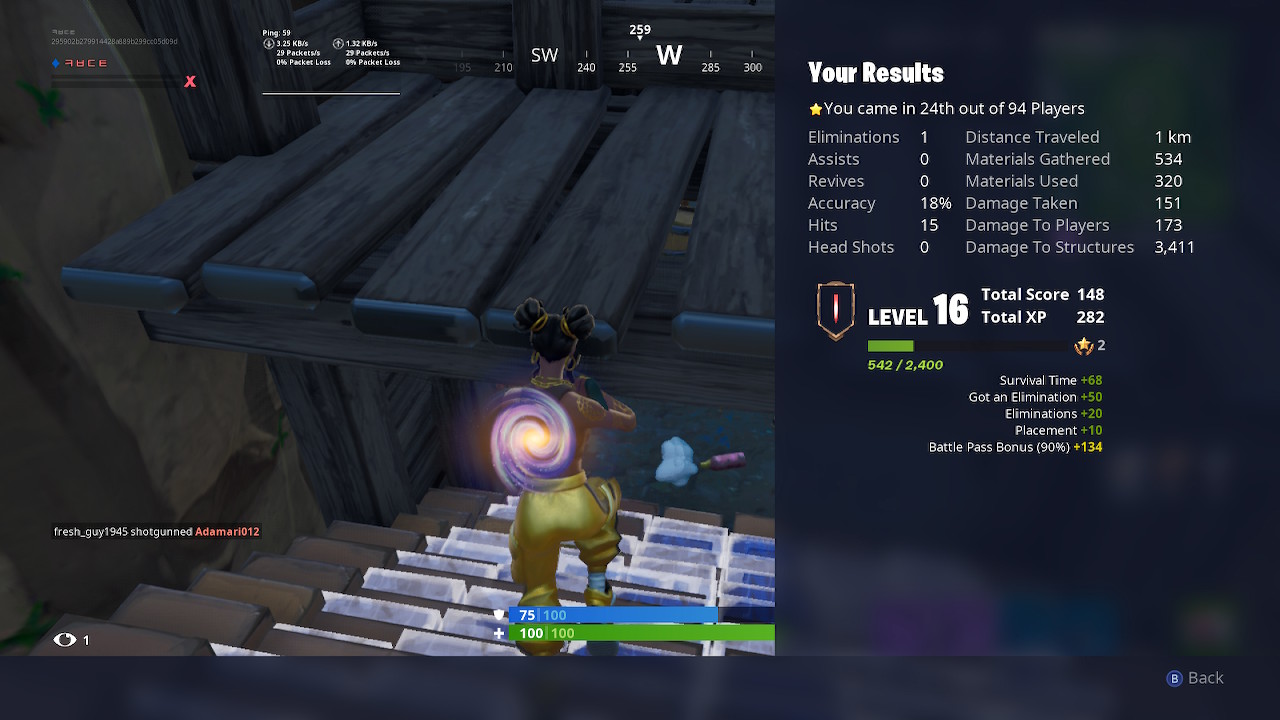 ㅋㅂㄷㅌ
Ping: 59
3.25 KB/s 1.32 KB/s
29 Packets/s 29 Packets/s
0% Packet Loss 0% Packet Loss
259
195 210 SW 240 255 W 285 300
X
fresh_guy1945 shotgunned Adamari012
75 | 100
100 | 100
1
Your Results
You came in 24th out of 94 Players
Eliminations 1 Distance Traveled 1 km
Assists 0 Materials Gathered 534
Revives 0 Materials Used 320
Accuracy 18% Damage Taken 151
Hits 15 Damage To Players 173
Head Shots 0 Damage To Structures 3,411
LEVEL 16
Total Score 148
Total XP 282
2
542 / 2,400
Survival Time +68
Got an Elimination +50
Eliminations +20
Placement +10
Battle Pass Bonus (90%) +134
B Back